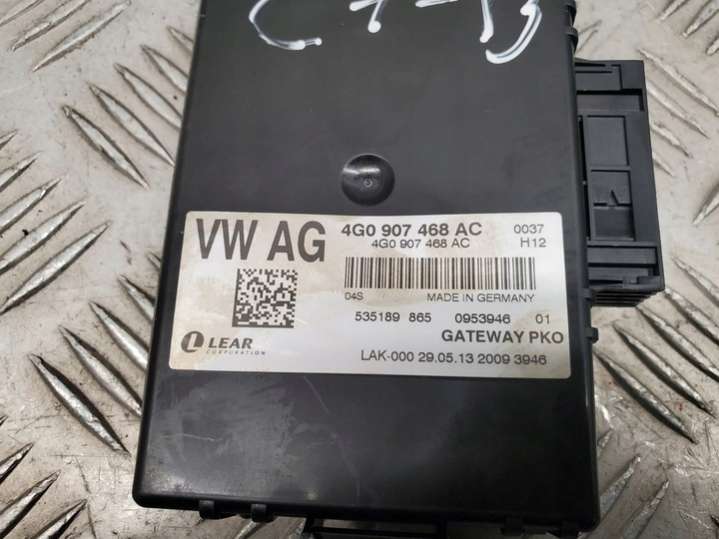 VW AG
4G0 907 468 AC 0037
4G0 907 468 AC H12
04S MADE IN GERMANY
535189 865 0953946 01
LEAR CORPORATION
GATEWAY PKO
LAK-000 29.05.13 2009 3946